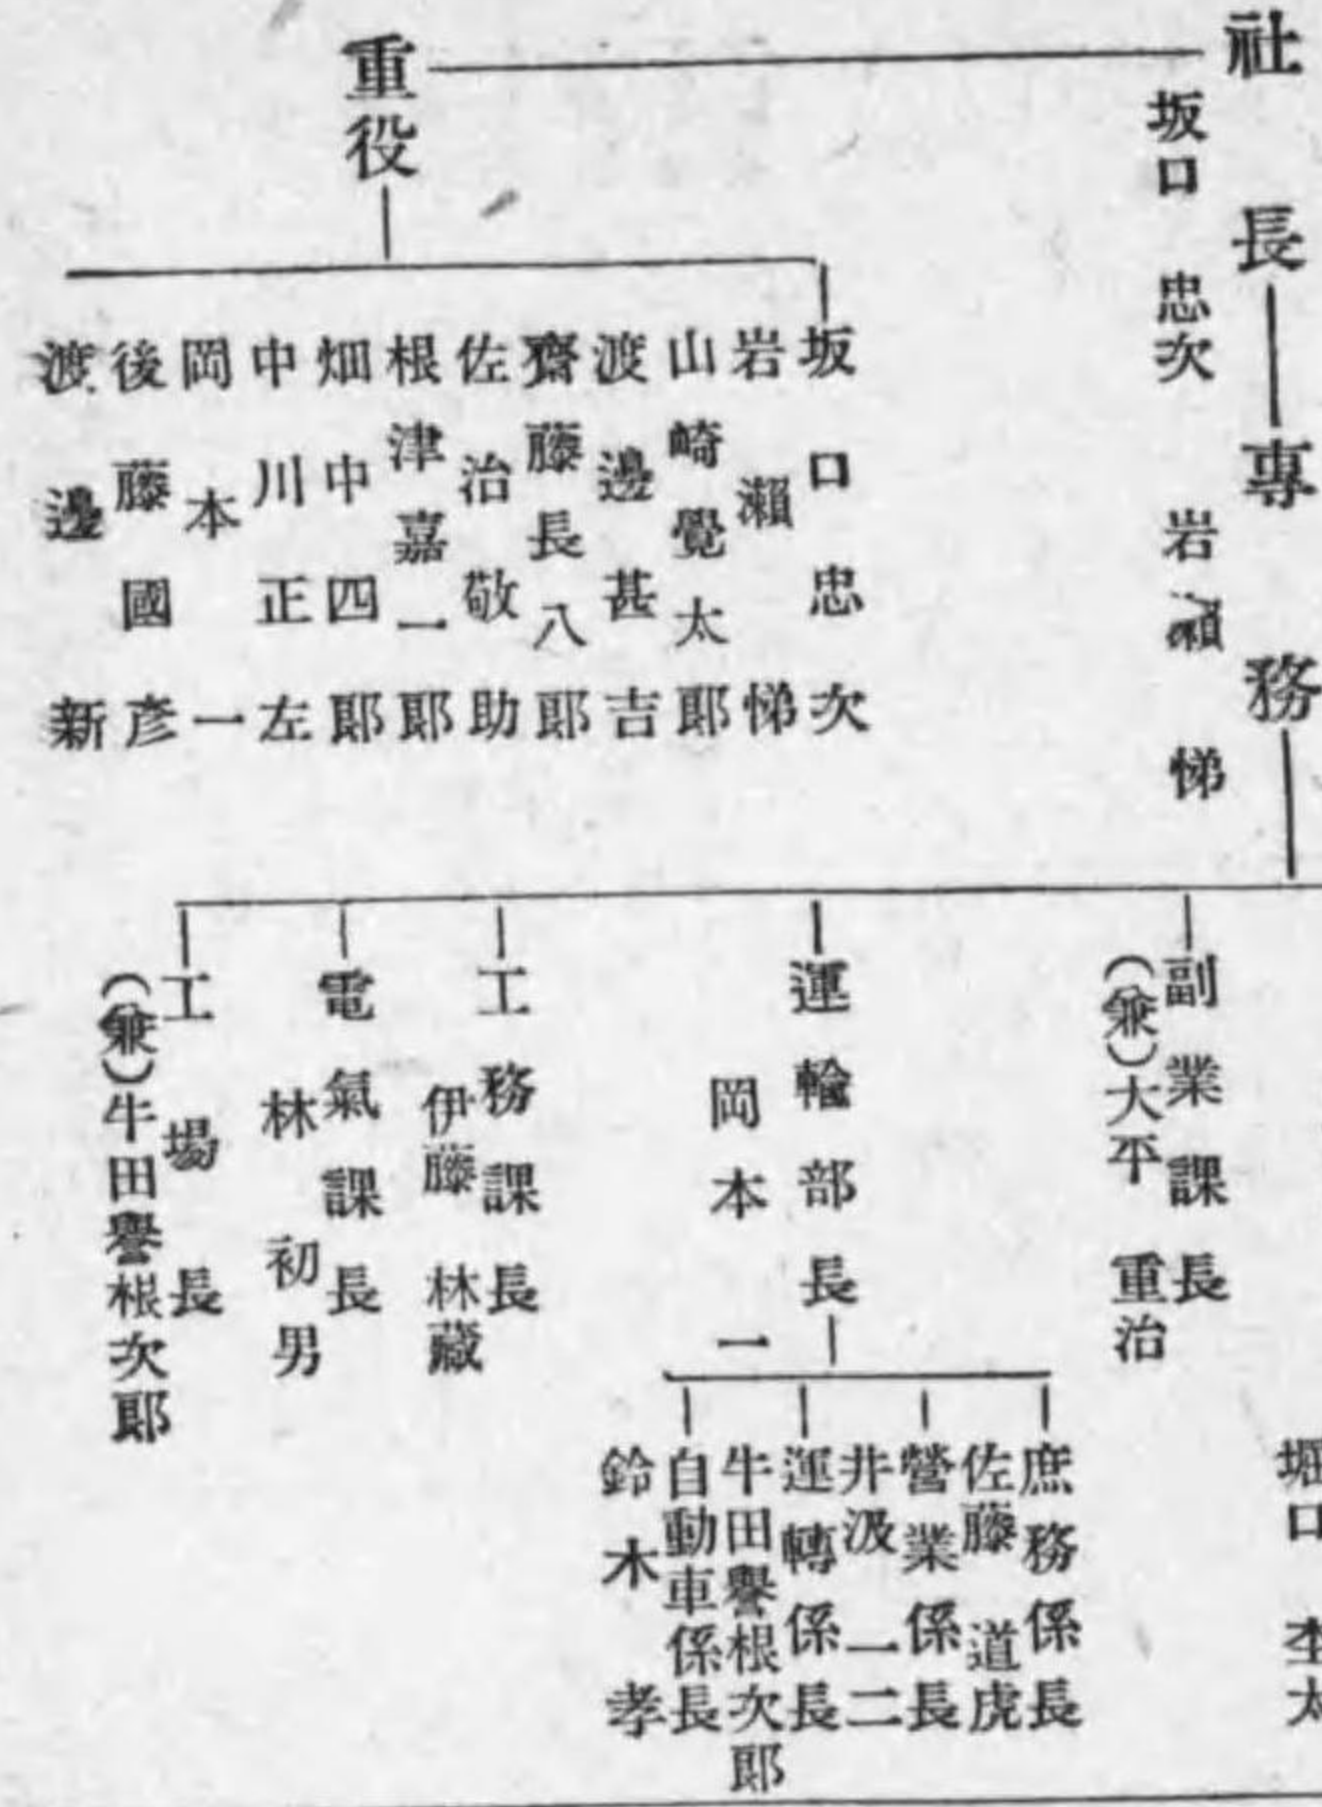 社長
坂口忠次
專務
岩瀨悌
重役
坂口忠次
岩瀨悌
山崎覺太郎
渡邊甚吉
齋藤長八郎
佐治敬助
根津嘉一郎
畑中四郎
中川正左
岡本一
後藤國彦
渡邊新
堀口
副業課長
(兼)大平重治
運輸部長
岡本一
庶務係長
佐藤道虎
營業係長
井汲一二
運轉係長
牛田譽根次郎
自動車係長
鈴木孝
工務課長
伊藤林藏
電氣課長
林初男
工場長
(兼)牛田譽根次郎